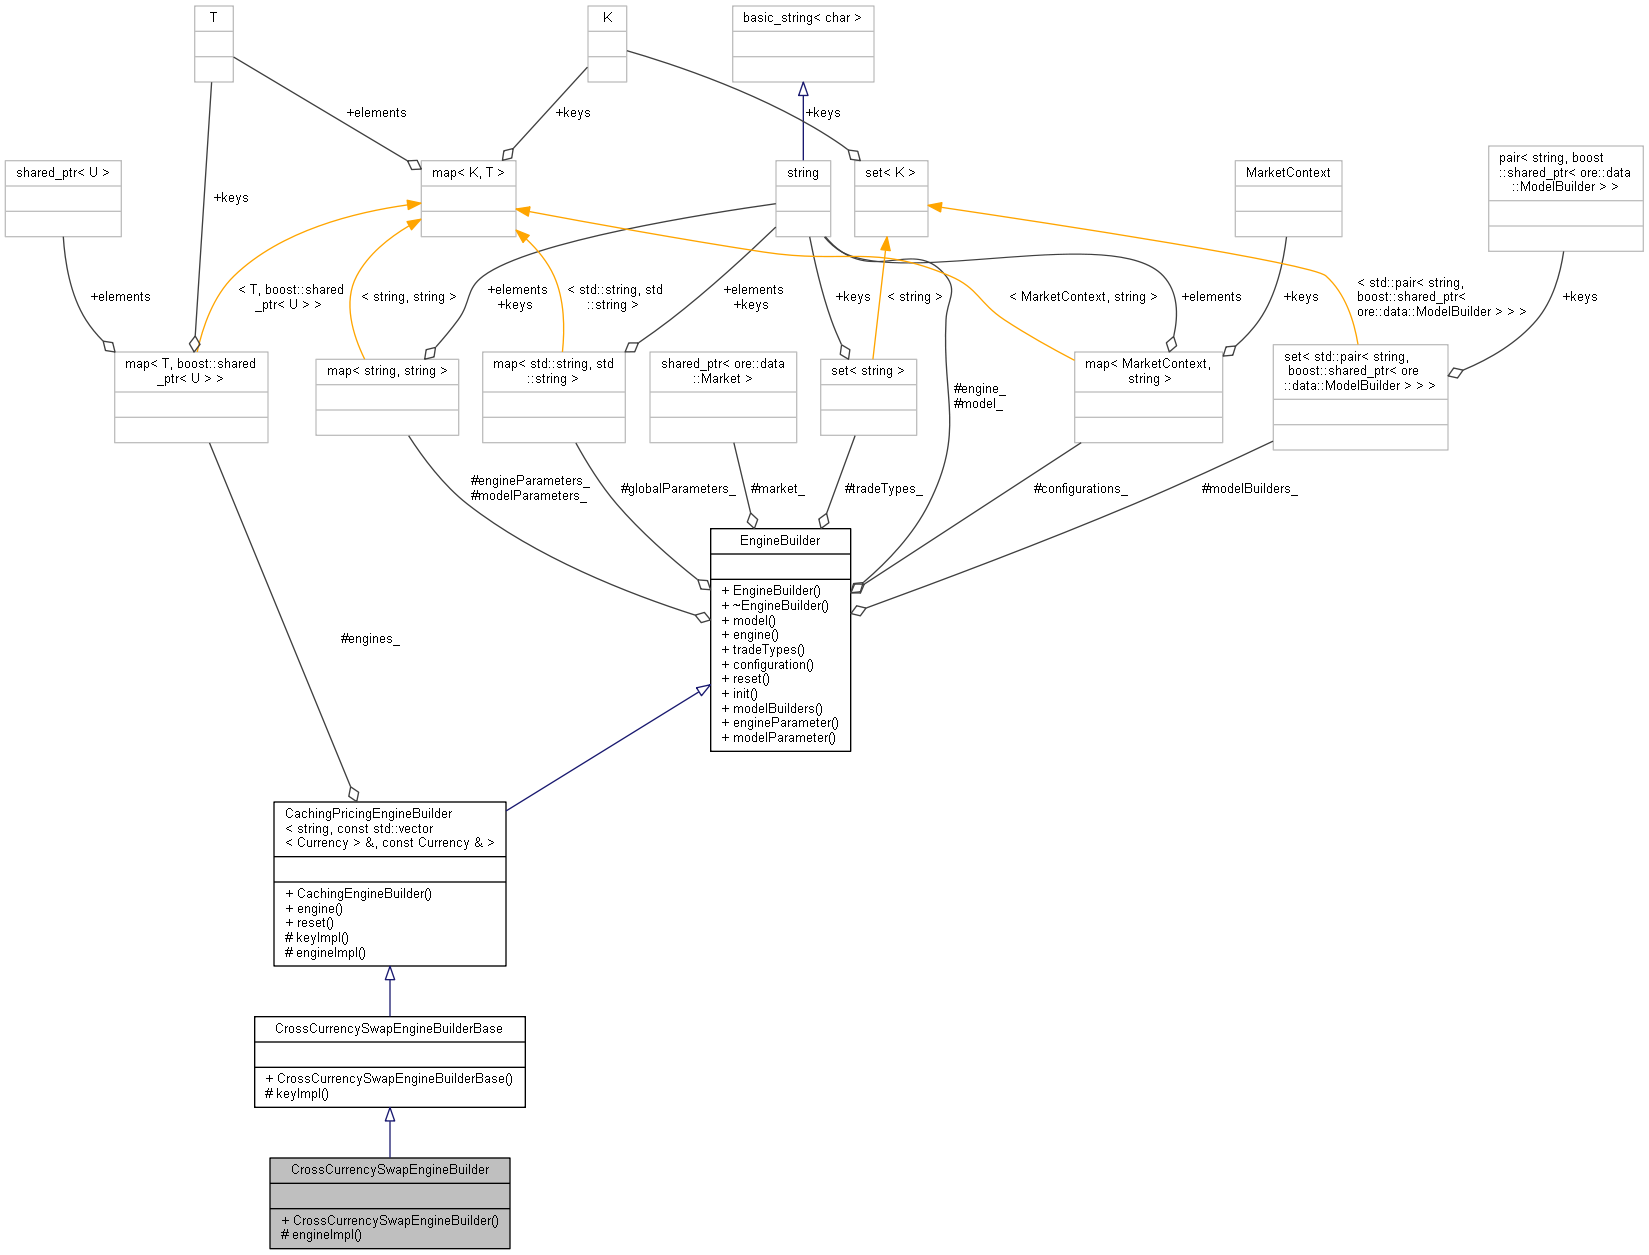 T
K
basic_string< char >
+elements
+keys
+keys
shared_ptr< U >
map< K, T >
string
set< K >
MarketContext
pair< string, boost
::shared_ptr< ore::data
::ModelBuilder > >
+keys
+elements
< T, boost::shared
_ptr< U > >
< string, string >
+elements
+keys
< std::string, std
::string >
+elements
+keys
+keys
< string >
< MarketContext, string >
+elements
+keys
< std::pair< string,
boost::shared_ptr<
ore::data::ModelBuilder > > >
+keys
map< T, boost::shared
_ptr< U > >
map< string, string >
map< std::string, std
::string >
shared_ptr< ore::data
::Market >
set< string >
#engine_
#model_
map< MarketContext,
string >
set< std::pair< string,
boost::shared_ptr< ore
::data::ModelBuilder > > >
#engineParameters_
#modelParameters_
#globalParameters_
#market_
#tradeTypes_
#configurations_
#modelBuilders_
EngineBuilder
+ EngineBuilder()
+ ~EngineBuilder()
+ model()
+ engine()
+ tradeTypes()
+ configuration()
+ reset()
+ init()
+ modelBuilders()
+ engineParameter()
+ modelParameter()
#engines_
CachingPricingEngineBuilder
< string, const std::vector
< Currency > &, const Currency & >
+ CachingEngineBuilder()
+ engine()
+ reset()
# keyImpl()
# engineImpl()
CrossCurrencySwapEngineBuilderBase
+ CrossCurrencySwapEngineBuilderBase()
# keyImpl()
CrossCurrencySwapEngineBuilder
+ CrossCurrencySwapEngineBuilder()
# engineImpl()